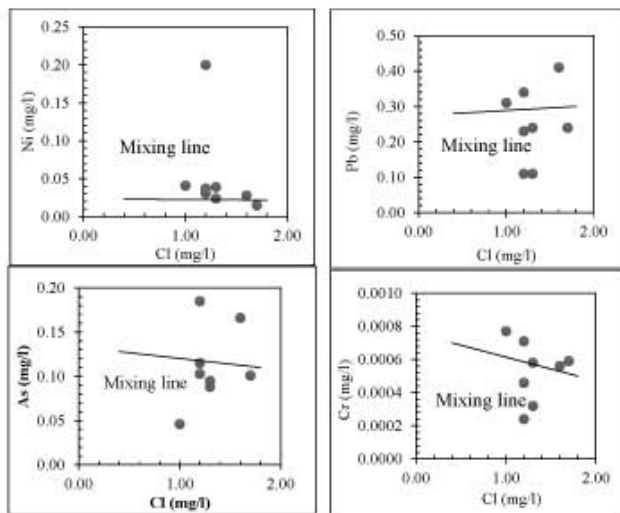 0.25
0.20
0.15
0.10
0.05
0.00
Ni (mg/l)
Mixing line
0.00 1.00 2.00
Cl (mg/l)
0.50
0.40
0.30
0.20
0.10
0.00
Pb (mg/l)
Mixing line
0.00 1.00 2.00
Cl (mg/l)
0.20
0.15
0.10
0.05
0.00
As (mg/l)
Mixing line
0.00 1.00 2.00
Cl (mg/l)
0.0010
0.0008
0.0006
0.0004
0.0002
0.0000
Cr (mg/l)
Mixing line
0.00 1.00 2.00
Cl (mg/l)